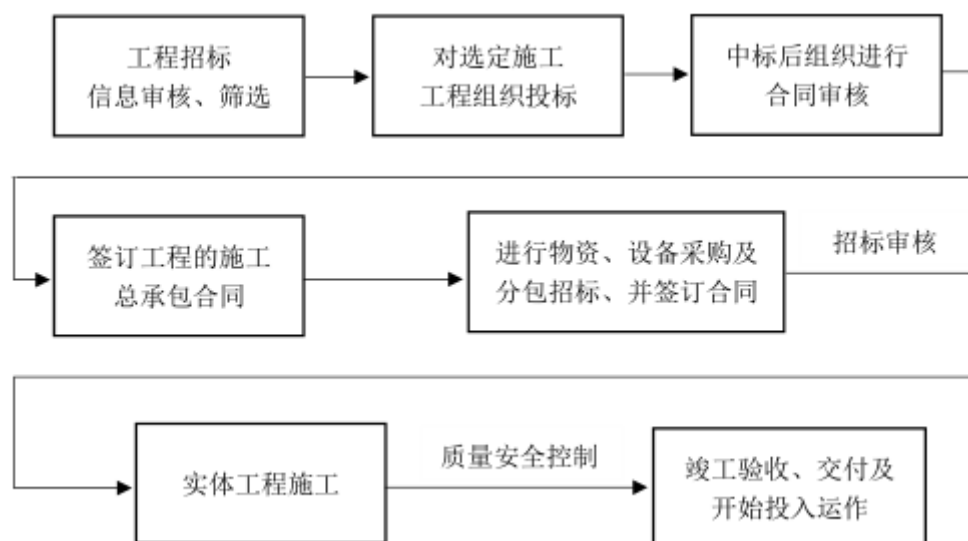 工程招标
信息审核、筛选
对选定施工
工程组织投标
中标后组织进行
合同审核
签订工程的施工
总承包合同
进行物资、设备采购及
分包招标、并签订合同
招标审核
实体工程施工
质量安全控制
竣工验收、交付及
开始投入运作